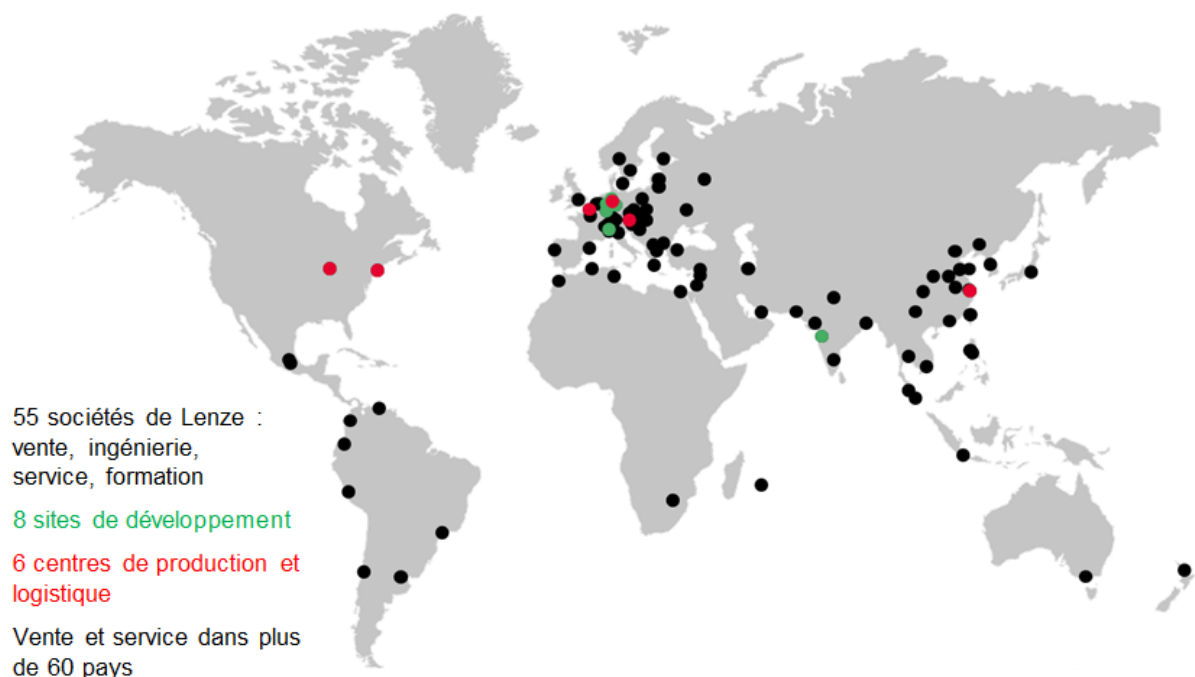 55 sociétés de Lenze :
vente, ingénierie,
service, formation
8 sites de développement
6 centres de production et
logistique
Vente et service dans plus
de 60 pays